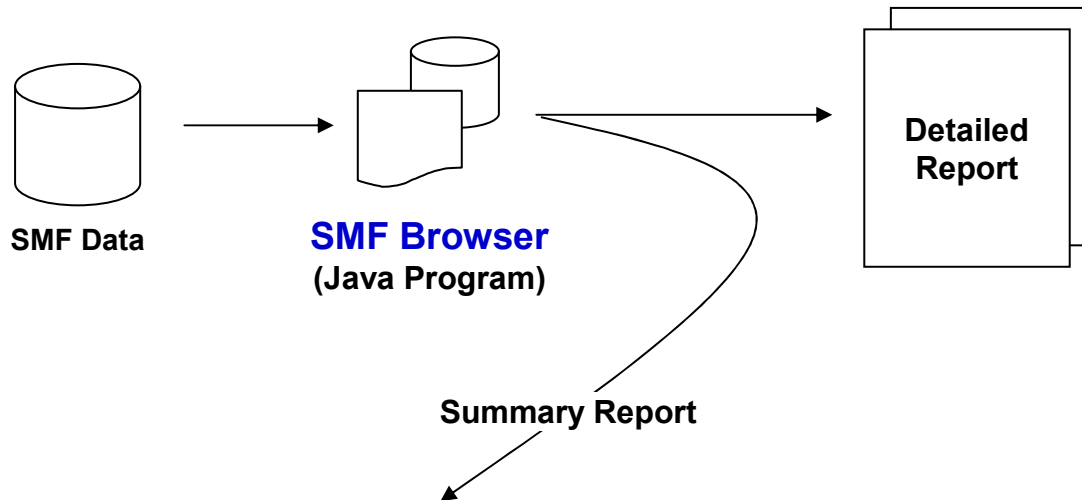 SMF Data
SMF Browser
(Java Program)
Detailed
Report
Summary Report